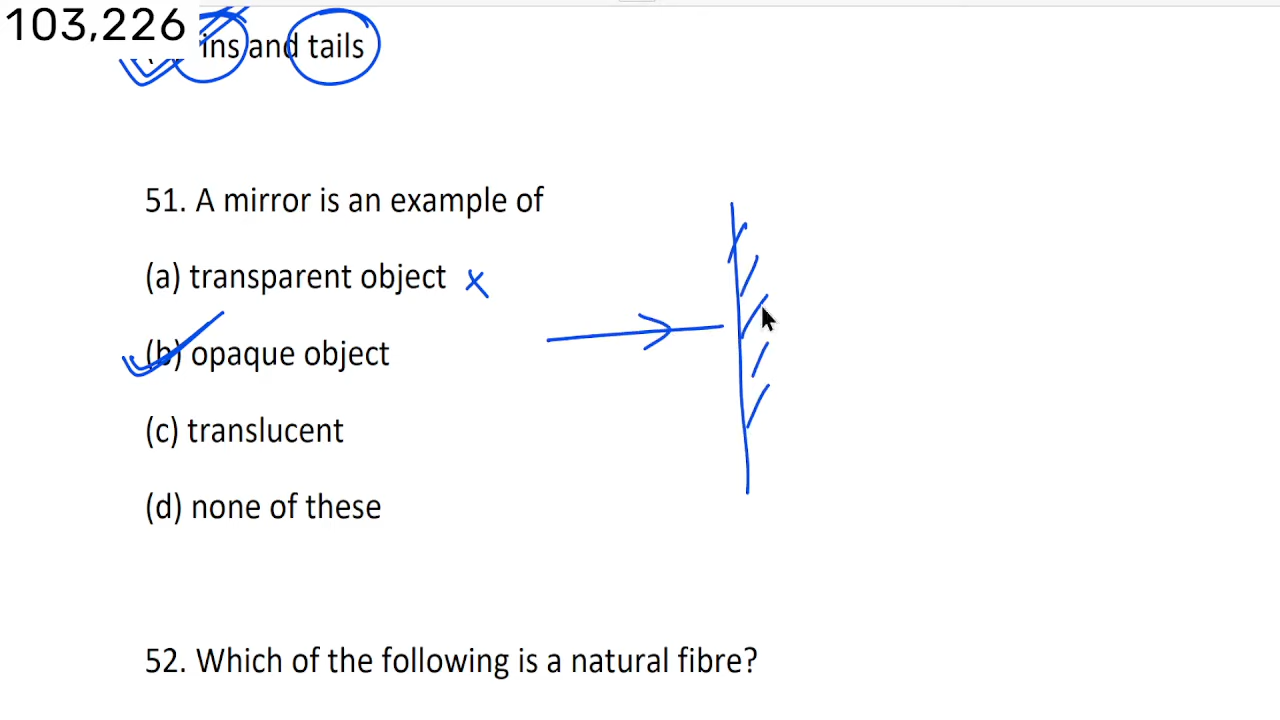 103,226
ins and tails
51. A mirror is an example of
(a) transparent object x
(b) opaque object
(c) translucent
(d) none of these
52. Which of the following is a natural fibre?